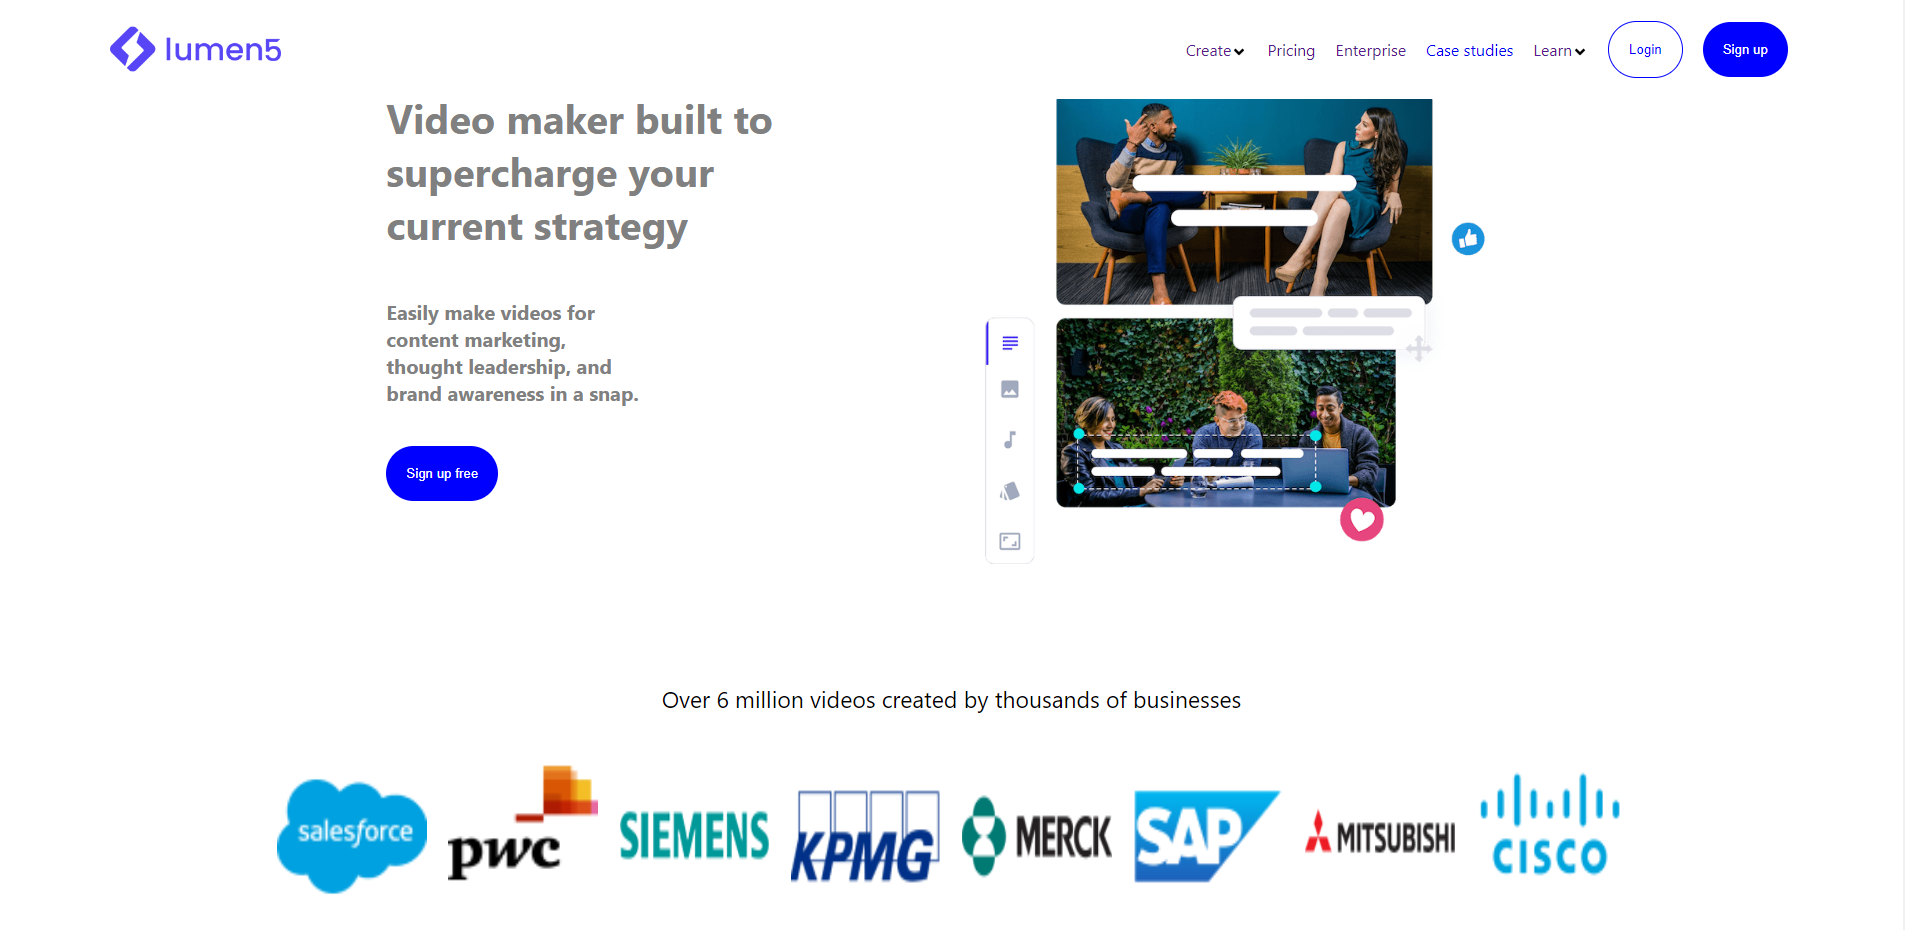 lumen5
Create Pricing Enterprise Case studies Learn Login Sign up
Video maker built to
supercharge your
current strategy
Easily make videos for
content marketing,
thought leadership, and
brand awareness in a snap.
Sign up free
Over 6 million videos created by thousands of businesses
salesforce
pwc
SIEMENS
KPMG
MERCK
SAP
MITSUBISHI
CISCO